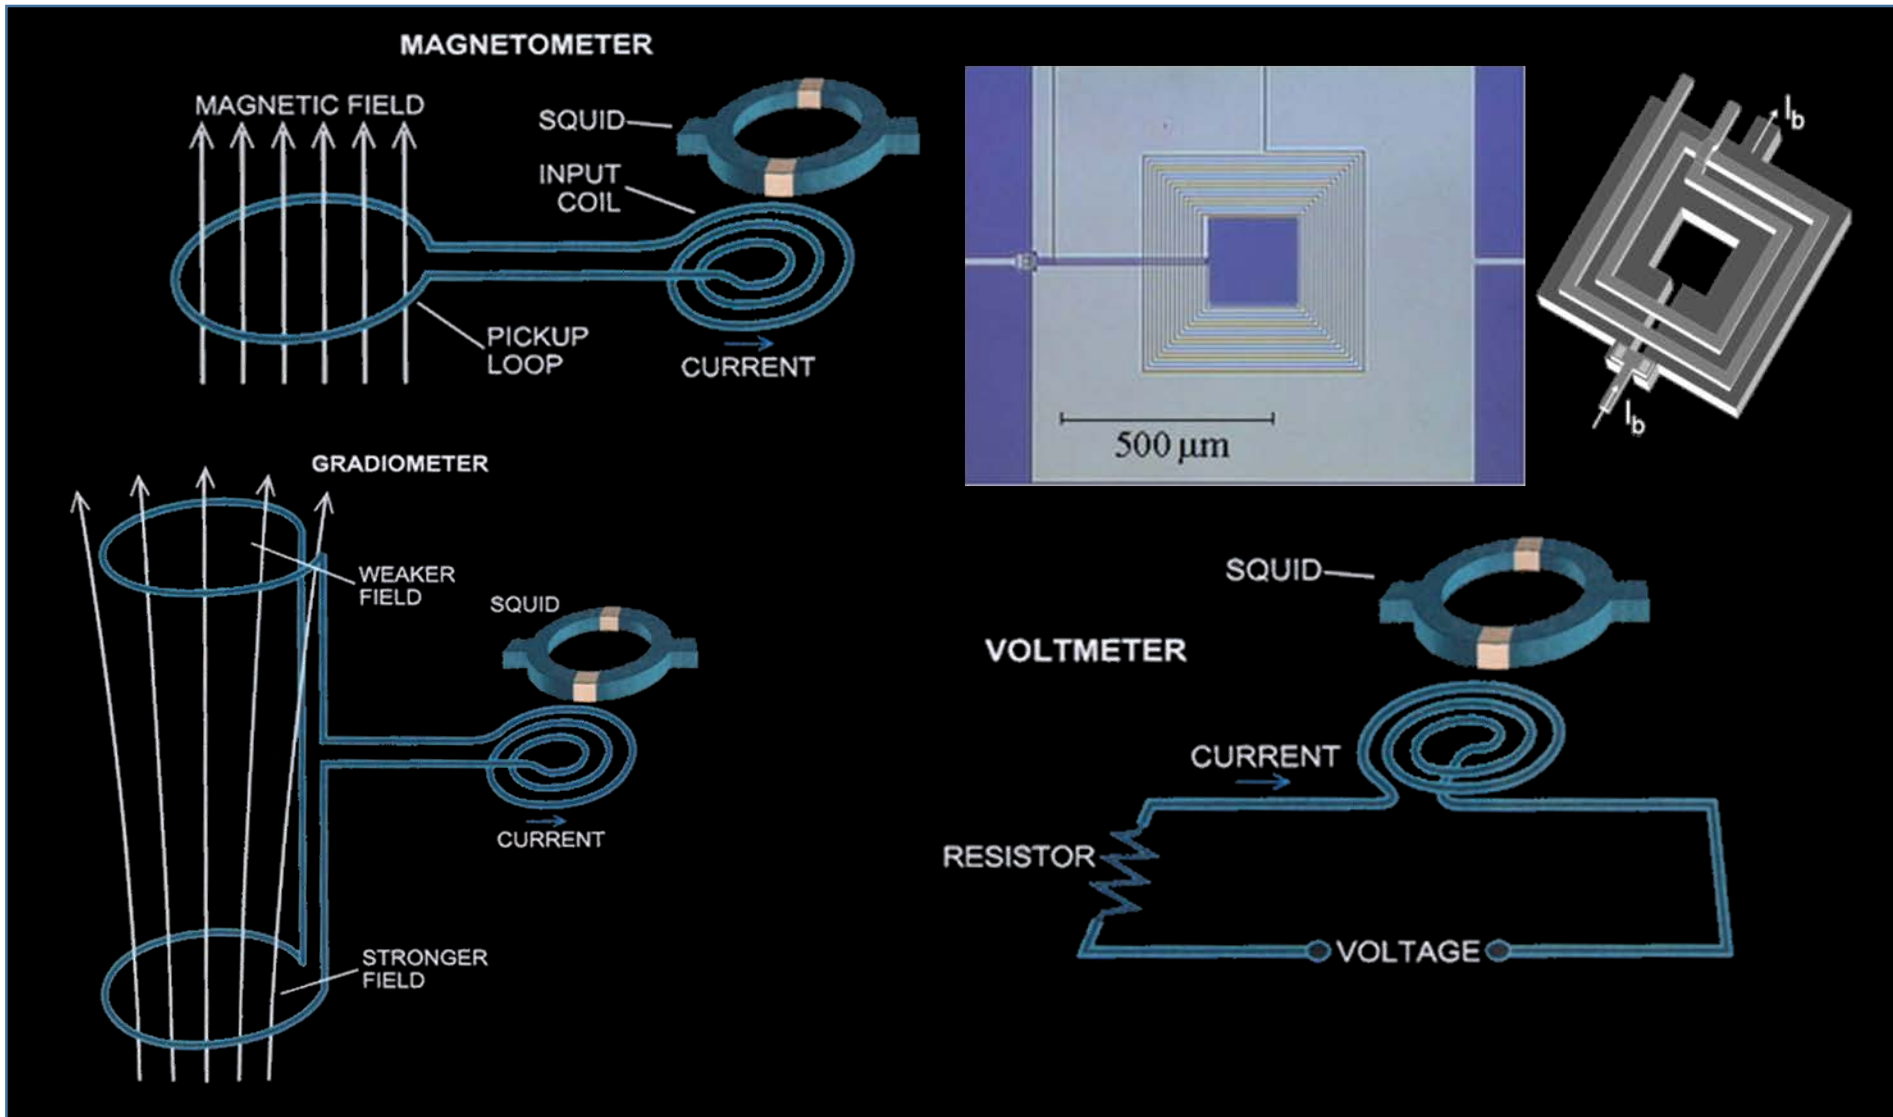 MAGNETOMETER
MAGNETIC FIELD
SQUID
INPUT
COIL
PICKUP
LOOP
CURRENT
500 μm
Ib
Ib
GRADIOMETER
WEAKER
FIELD
SQUID
CURRENT
STRONGER
FIELD
SQUID
VOLTMETER
CURRENT
RESISTOR
VOLTAGE